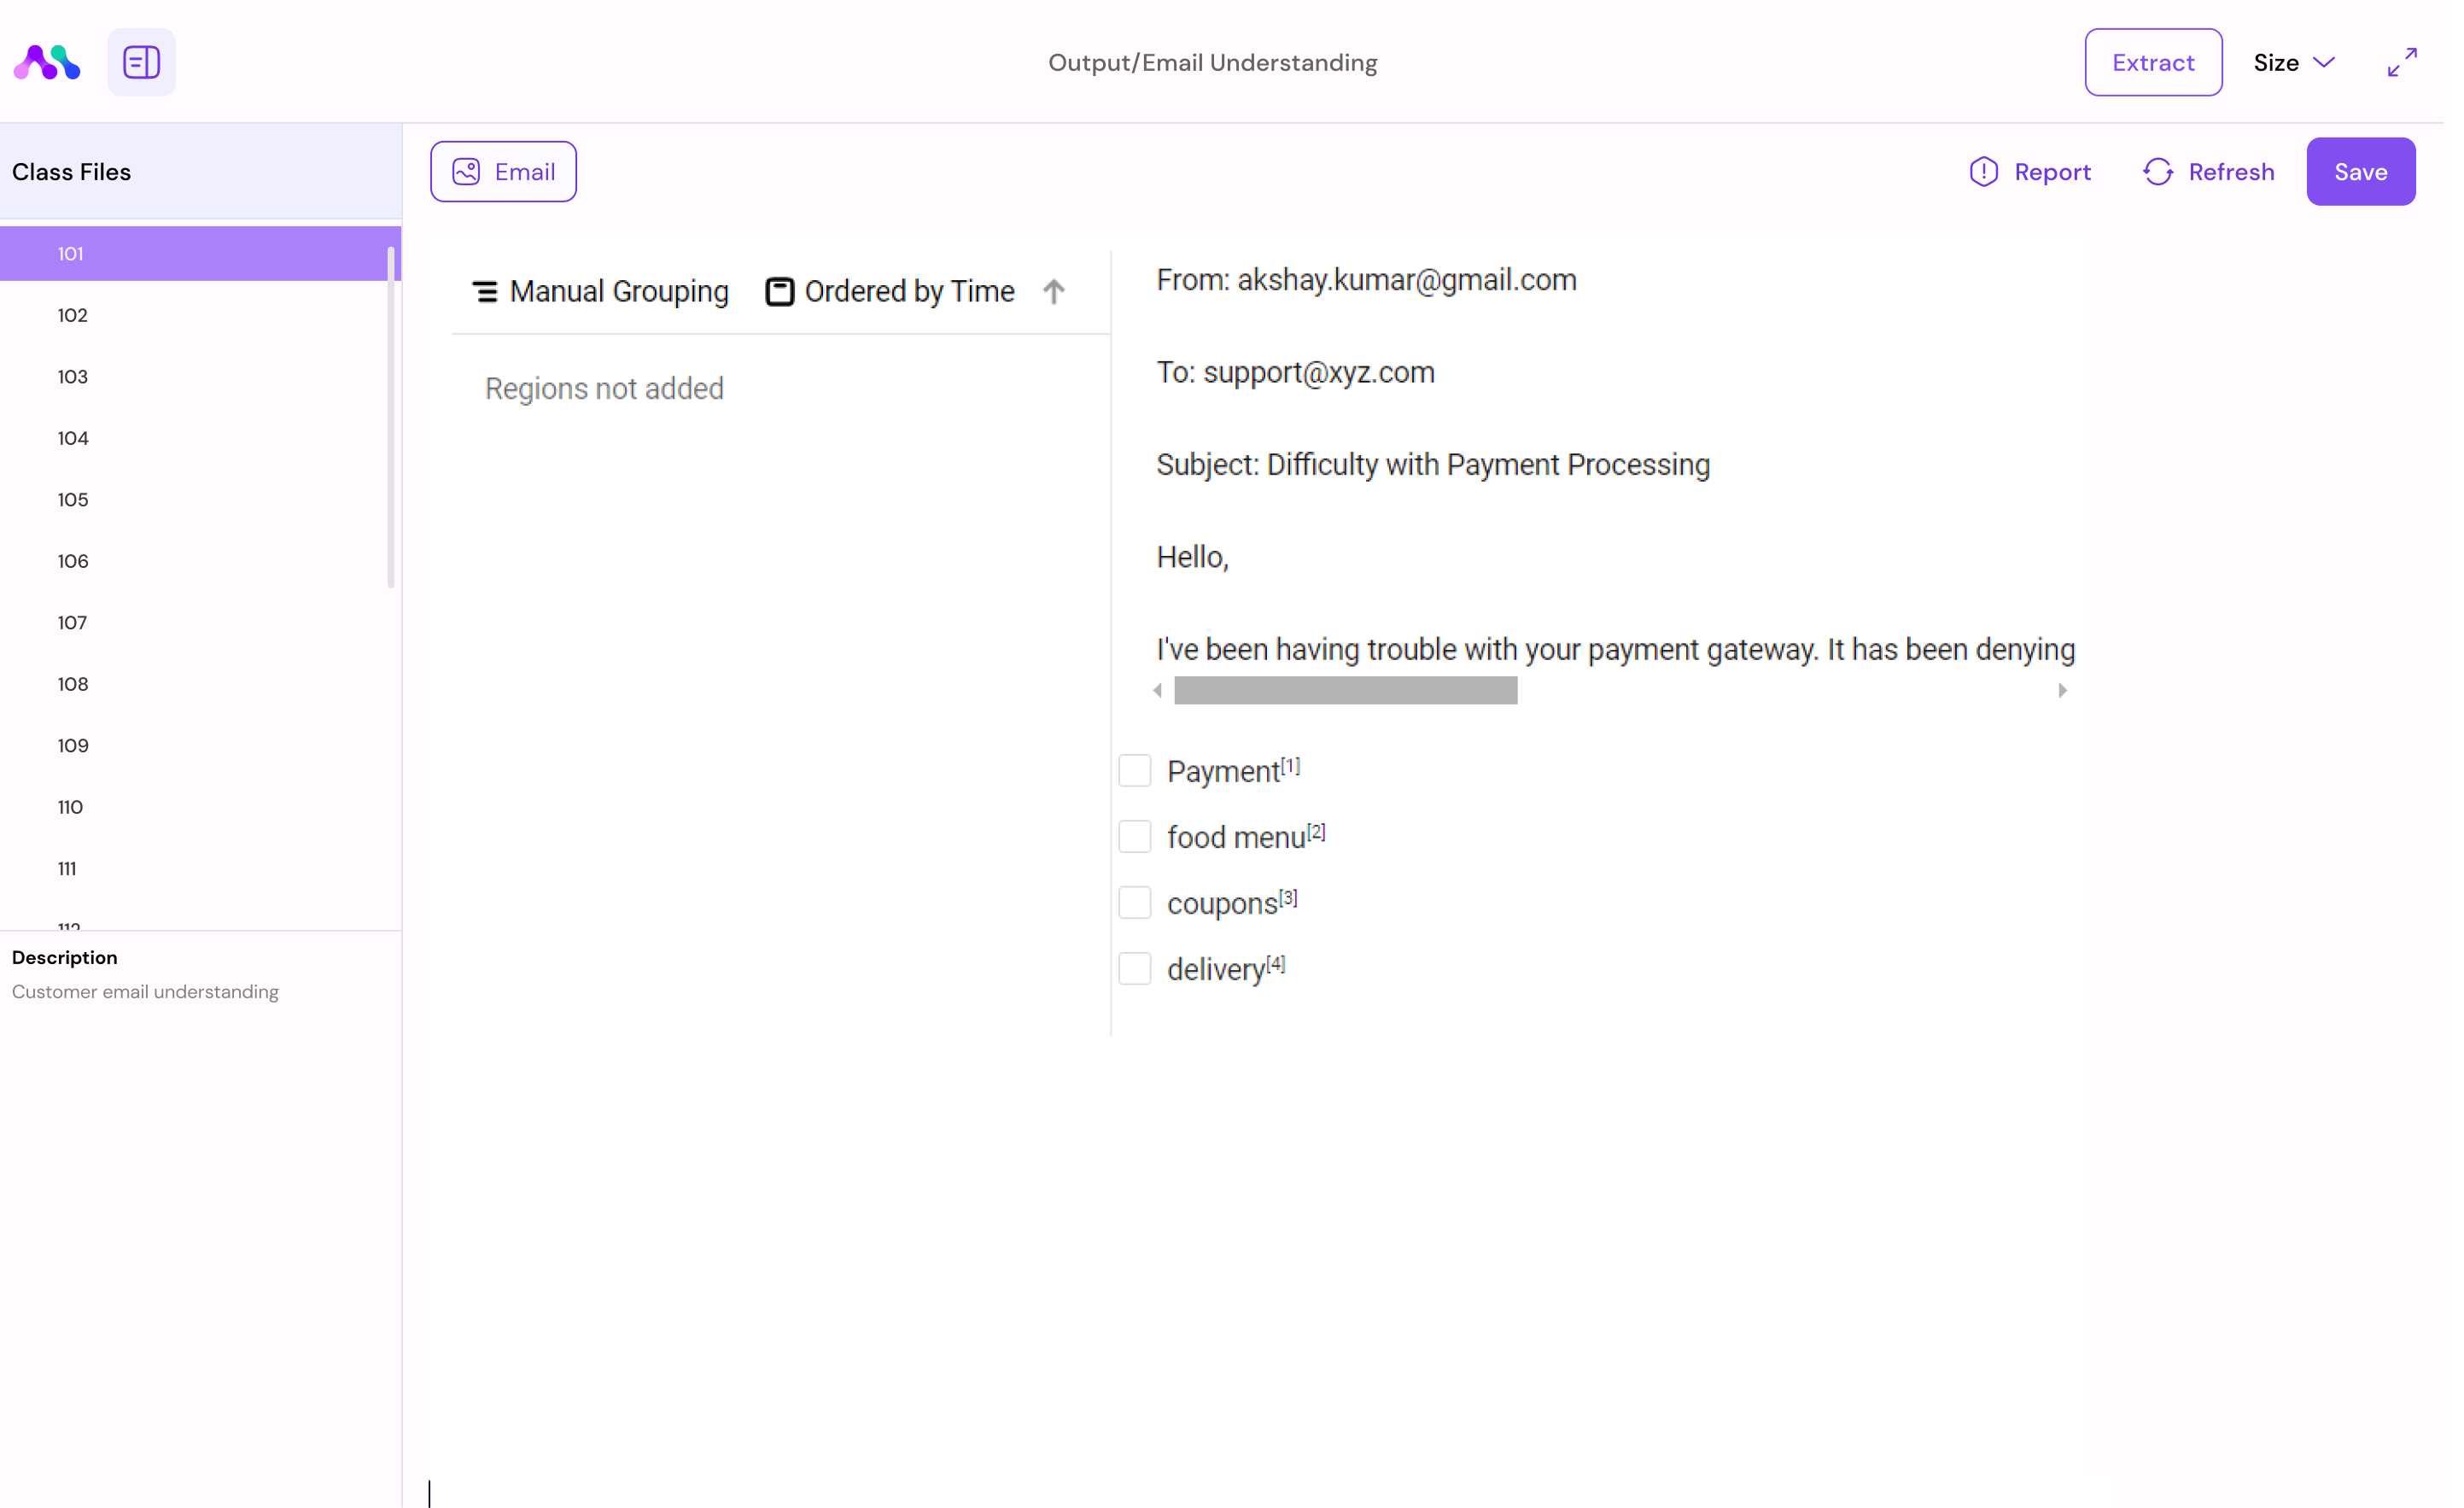 Output/Email Understanding
Extract
Size
Class Files
Email
Report
Refresh
Save
101
102
103
104
105
106
107
108
109
110
111
112
Description
Customer email understanding
Manual Grouping
Ordered by Time
Regions not added
From: akshay.kumar@gmail.com
To: support@xyz.com
Subject: Difficulty with Payment Processing
Hello,
I've been having trouble with your payment gateway. It has been denying
Payment[1]
food menu[2]
coupons[3]
delivery[4]